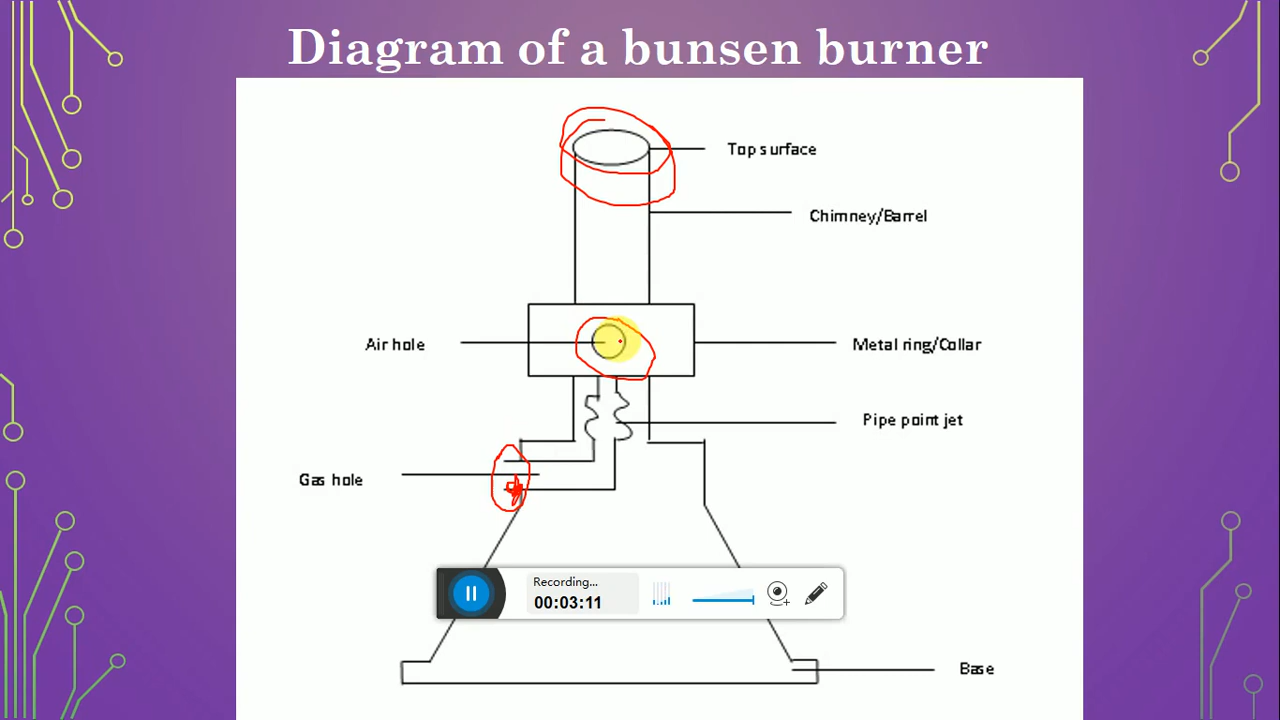 Diagram of a bunsen burner
Top surface
Chimney/Barrel
Air hole
Metal ring/Collar
Pipe point jet
Gas hole
Recording...
00:03:11
Base